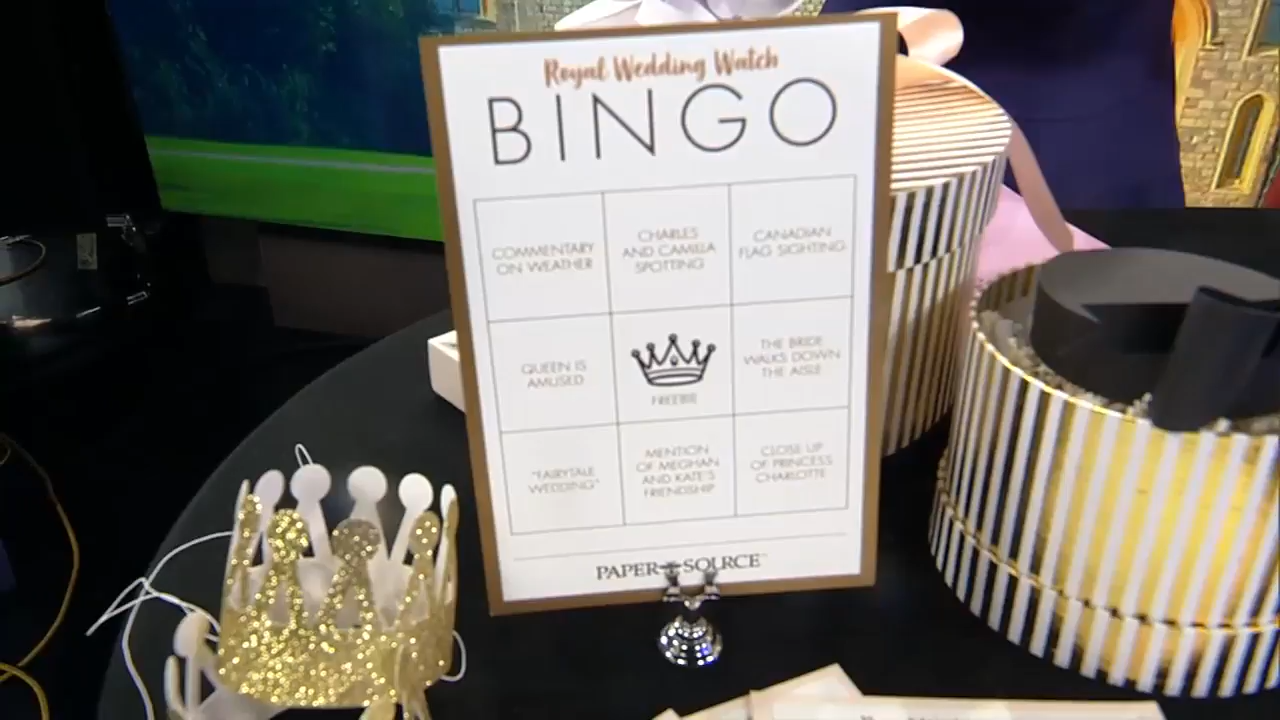 Royal Wedding Watch
BINGO
COMMENTARY
ON WEATHER
CHARLES
AND CAMILLA
SPOTTING
CANADIAN
FLAG SIGHTING
QUEEN IS
AMUSED
FREEBIE
THE BRIDE
WALKS DOWN
THE AISLE
"FAIRYTALE
WEDDING"
MENTION
OF MEGHAN
AND KATE'S
FRIENDSHIP
CLOSE UP
OF PRINCESS
CHARLOTTE
PAPER SOURCE